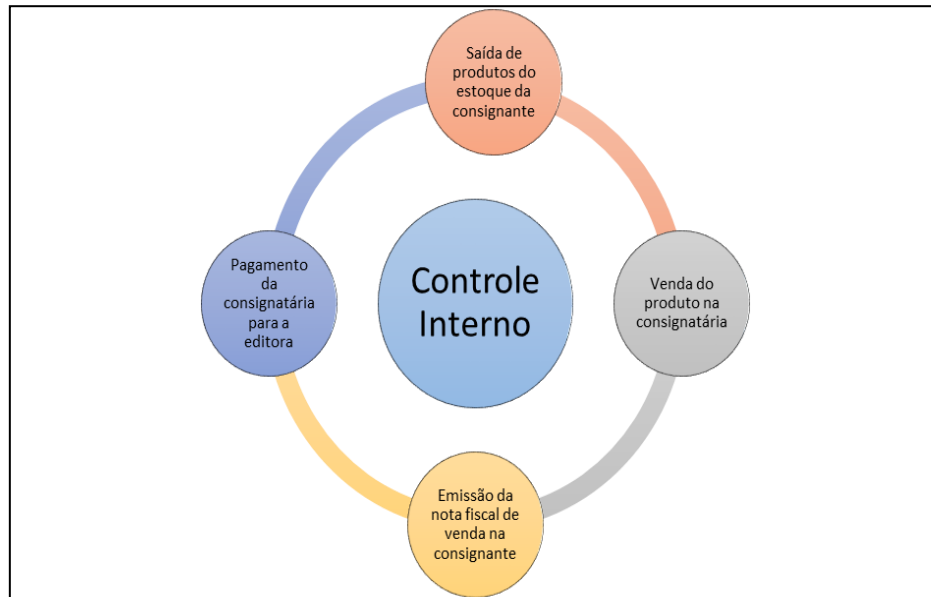 Saída de
produtos do
estoque da
consignante
Controle
Interno
Pagamento
da
consignatária
para a
editora
Venda do
produto na
consignatária
Emissão da
nota fiscal de
venda na
consignante